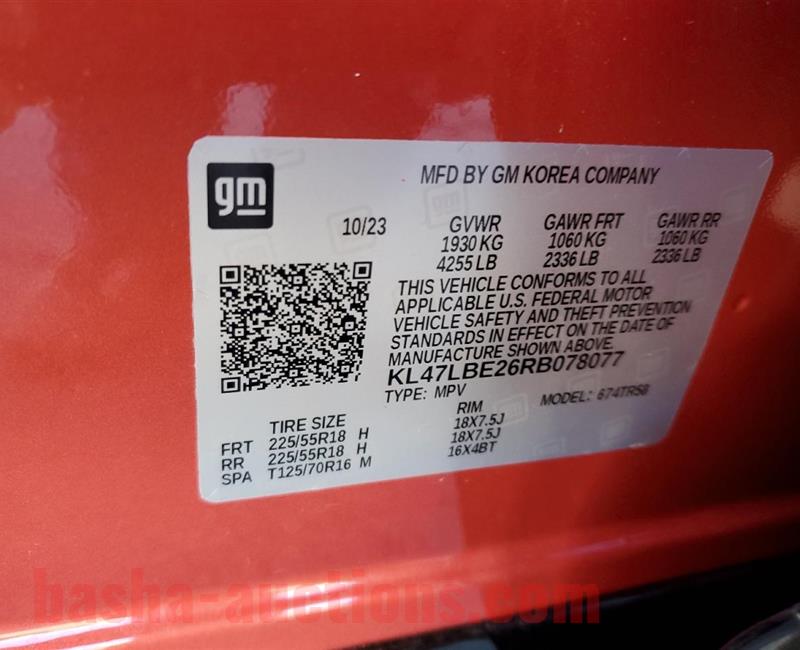 gm
MFD BY GM KOREA COMPANY
10/23 GVWR GAWR FRT GAWR RR
1930 KG 1060 KG 1060 KG
4255 LB 2336 LB 2336 LB
THIS VEHICLE CONFORMS TO ALL
APPLICABLE U.S. FEDERAL MOTOR
VEHICLE SAFETY AND THEFT PREVENTION
STANDARDS IN EFFECT ON THE DATE OF
MANUFACTURE SHOWN ABOVE.
KL47LBE26RB078077
TYPE: MPV MODEL: 674TR58
TIRE SIZE RIM
FRT 225/55R18 H 18X7.5J
RR 225/55R18 H 18X7.5J
SPA T125/70R16 M 16X4BT
basha-auctions.com